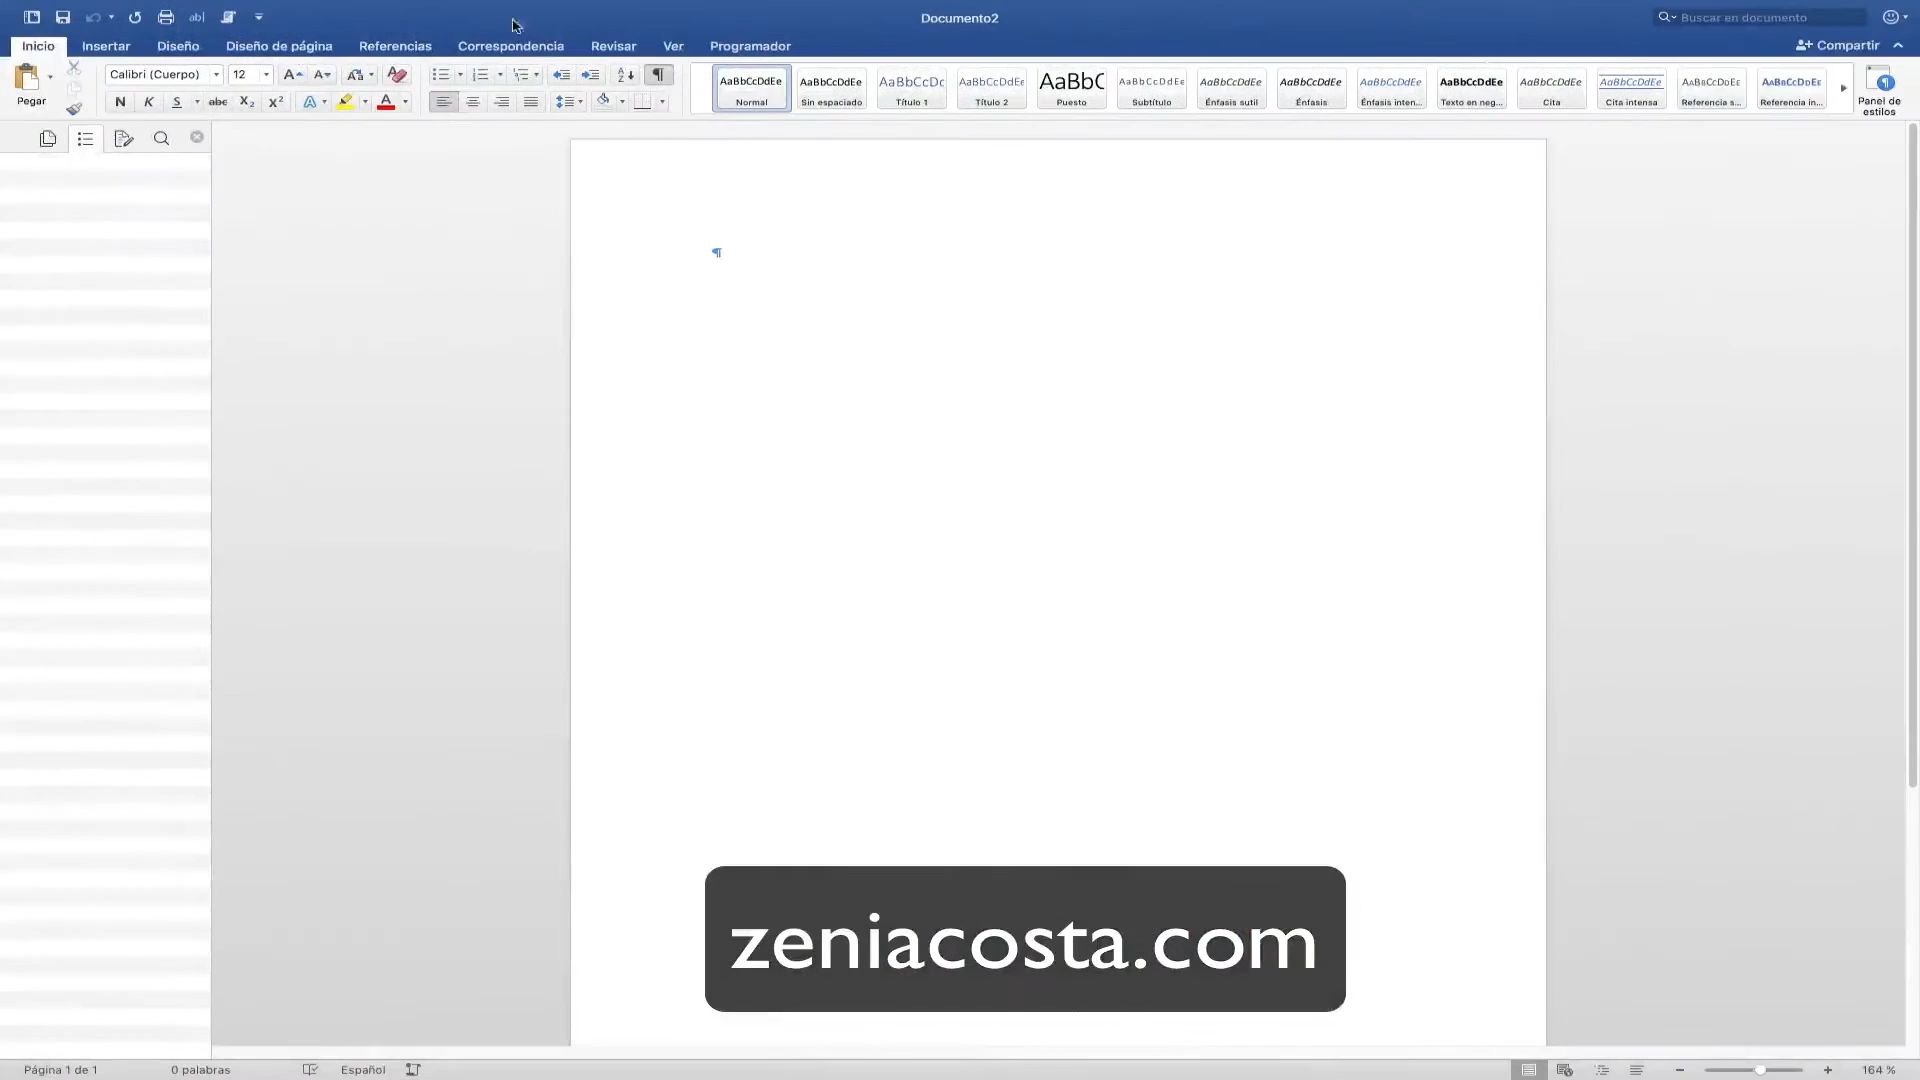 Documento2
Buscar en documento
Inicio
Insertar
Diseño
Diseño de página
Referencias
Correspondencia
Revisar
Ver
Programador
Compartir
Pegar
Calibri (Cuerpo)
12
AaBbCcDdEe
Normal
AaBbCcDdEe
Sin espaciado
AaBbCcDc
Título 1
AaBbCcDdEe
Título 2
AaBbC
Puesto
AaBbCcDdEe
Subtítulo
AaBbCcDdEe
Énfasis sutil
AaBbCcDdEe
Énfasis
AaBbCcDdEe
Énfasis inten...
AaBbCcDdEe
Texto en neg...
AaBbCcDdEe
Cita
AaBbCcDdEe
Cita intensa
AaBbCcDdEe
Referencia s...
AaBbCcDdEe
Referencia in...
Panel de
estilos
N K S abc X₂ X²
¶
zeniacosta.com
Página 1 de 1
0 palabras
Español
164 %